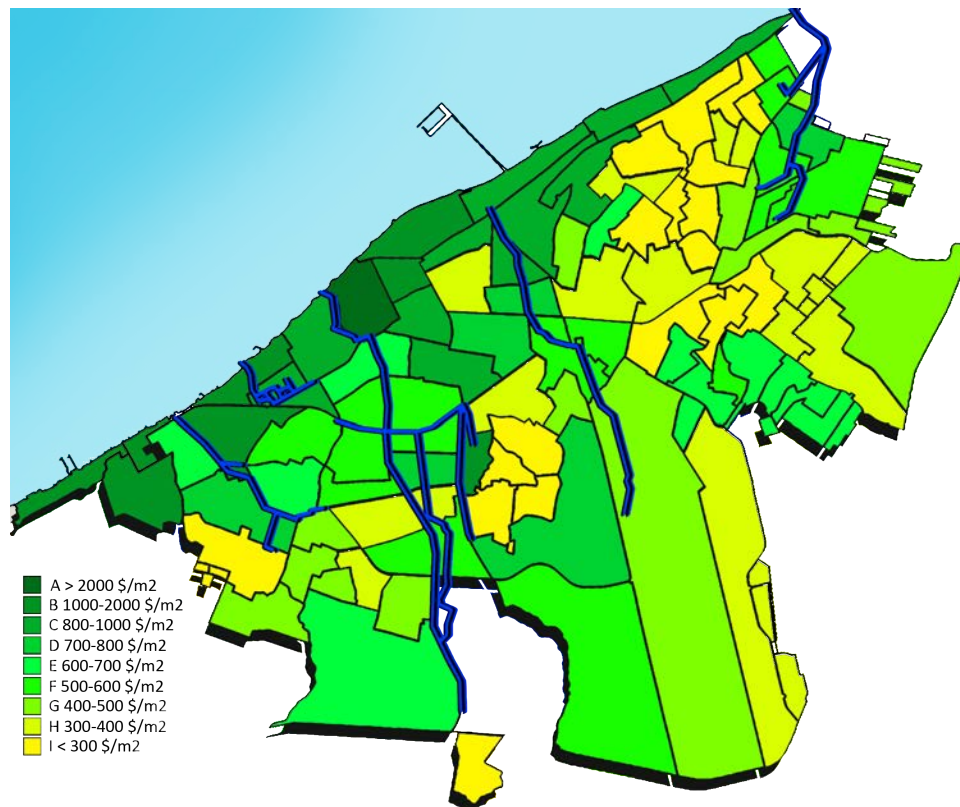 A > 2000 $/m2
B 1000-2000 $/m2
C 800-1000 $/m2
D 700-800 $/m2
E 600-700 $/m2
F 500-600 $/m2
G 400-500 $/m2
H 300-400 $/m2
I < 300 $/m2